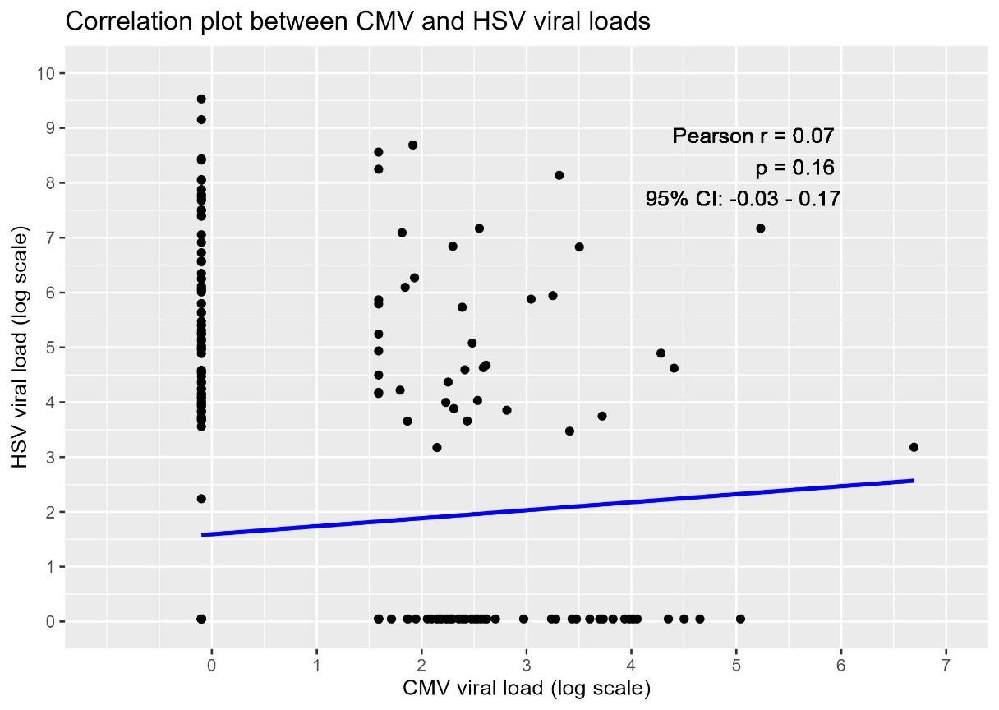 Correlation plot between CMV and HSV viral loads
10
9
8
7
6
5
4
3
2
1
0
HSV viral load (log scale)
Pearson r = 0.07
p = 0.16
95% CI: -0.03 - 0.17
0 1 2 3 4 5 6 7
CMV viral load (log scale)